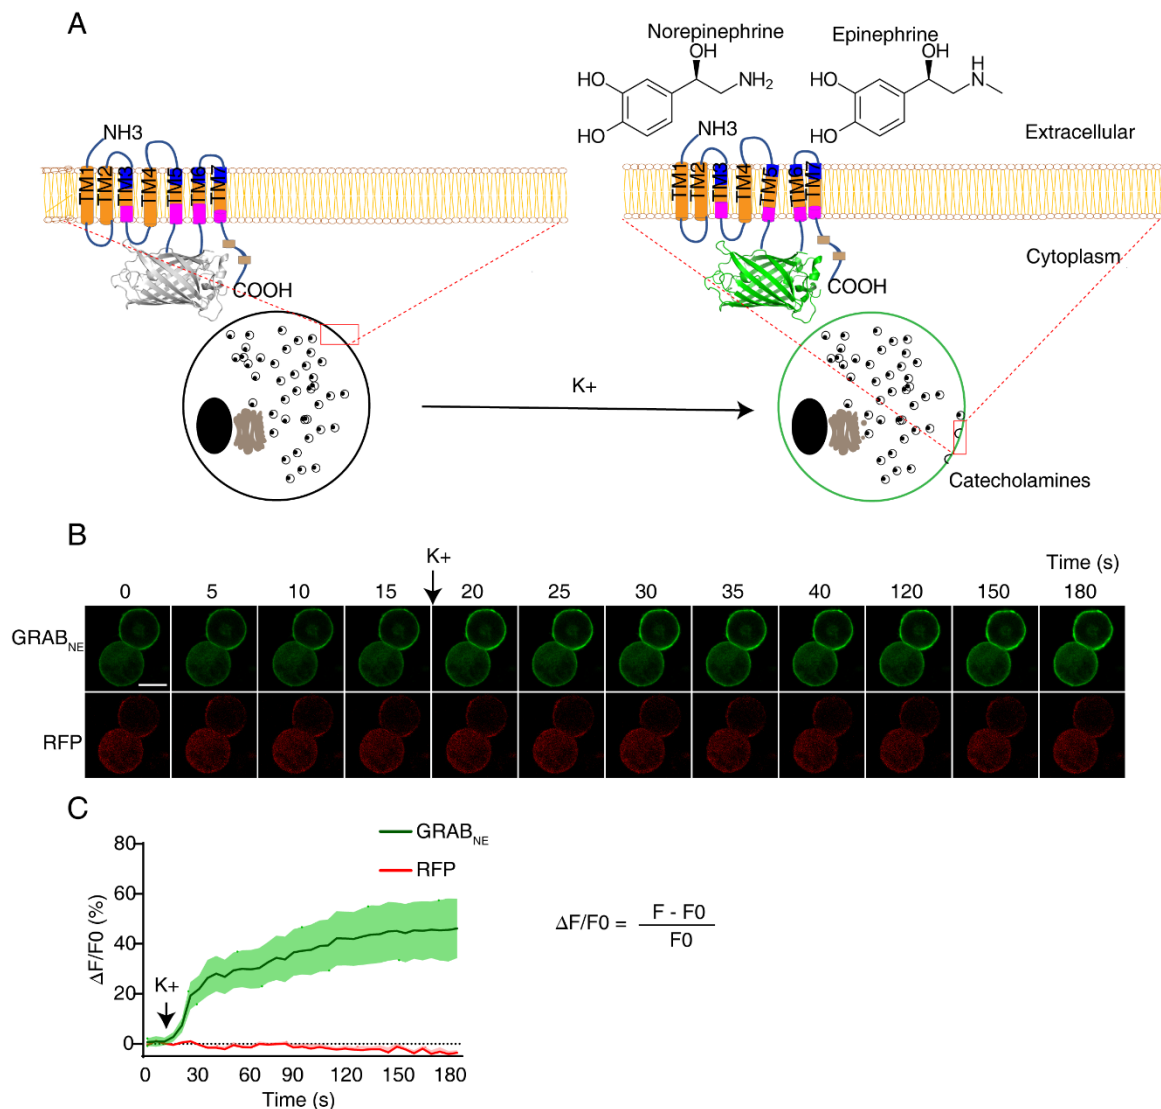 A
Norepinephrine
OH
HO
NH2
HO
Epinephrine
OH
H
N
HO
HO
NH3
NH3
Extracellular
TM1 TM2 TM3 TM4 TM5 TM6 TM7
TM1 TM2 TM3 TM4 TM5 TM6 TM7
Cytoplasm
COOH
COOH
K+
Catecholamines
B
K+
Time (s)
0 5 10 15 20 25 30 35 40 120 150 180
GRABNE
RFP
C
GRABNE
RFP
80
60
40
20
0
ΔF/F0 (%)
K+
0 30 60 90 120 150 180
Time (s)
ΔF/F0 = F - F0
F0